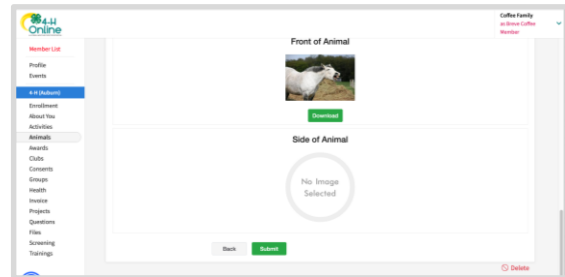 4-H
Online
Coffee Family
as Breve Coffee
Member
Member List
Profile
Events
4-H (Auburn)
Enrollment
About You
Activities
Animals
Awards
Clubs
Consents
Groups
Health
Invoice
Projects
Questions
Files
Screening
Trainings
Front of Animal
Download
Side of Animal
No Image
Selected
Back
Submit
Delete